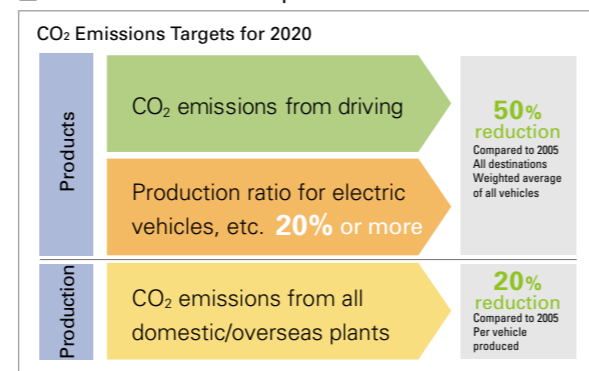 CO₂ Emissions Targets for 2020
Products
CO₂ emissions from driving
Production ratio for electric
vehicles, etc. 20% or more
50%
reduction
Compared to 2005
All destinations
Weighted average
of all vehicles
Production
CO₂ emissions from all
domestic/overseas plants
20%
reduction
Compared to 2005
Per vehicle
produced